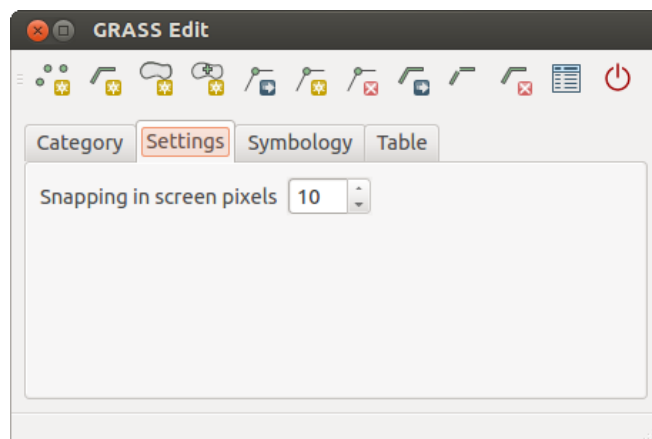 GRASS Edit
Category Settings Symbology Table
Snapping in screen pixels 10